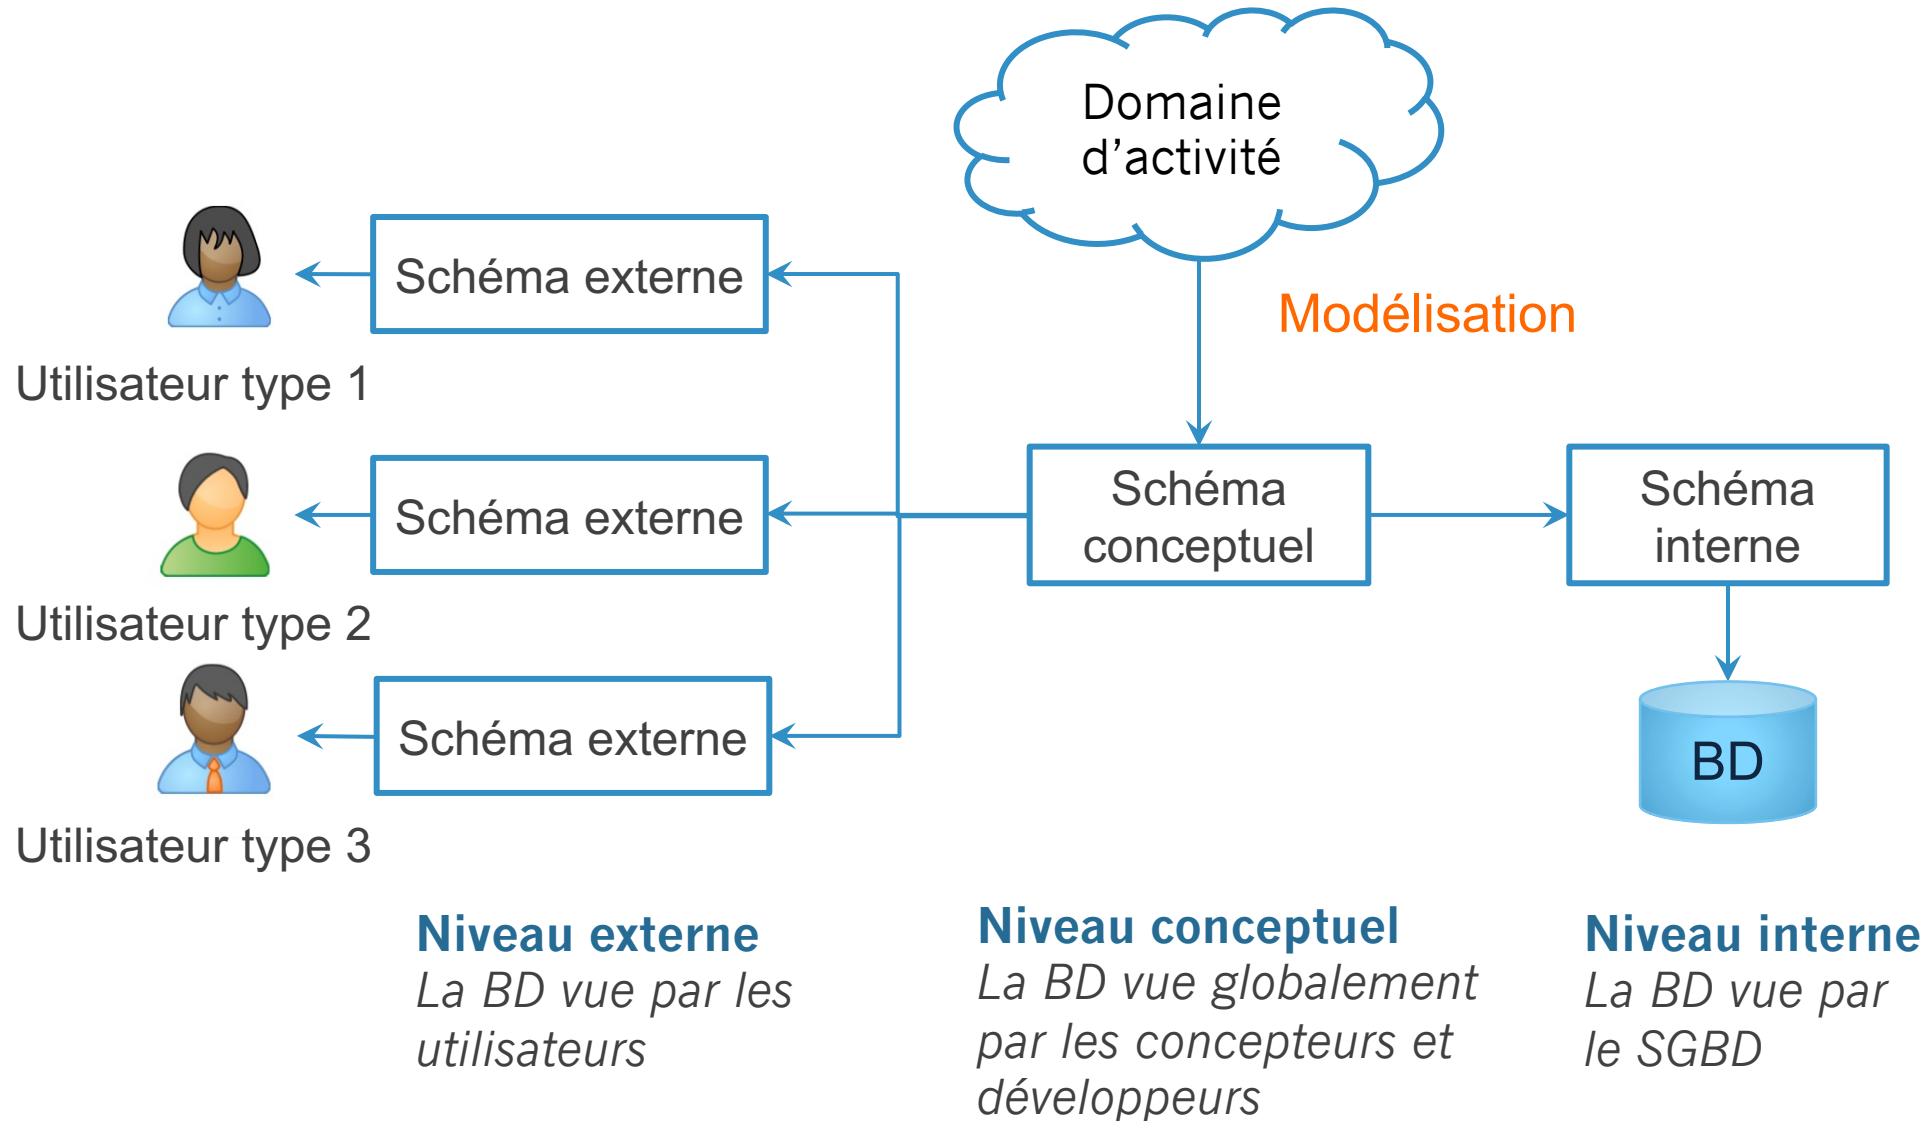 Domaine
d’activité
Modélisation
Schéma externe
Utilisateur type 1
Schéma externe
Utilisateur type 2
Schéma externe
Utilisateur type 3
Schéma
conceptuel
Schéma
interne
BD
Niveau externe
La BD vue par les
utilisateurs
Niveau conceptuel
La BD vue globalement
par les concepteurs et
développeurs
Niveau interne
La BD vue par
le SGBD